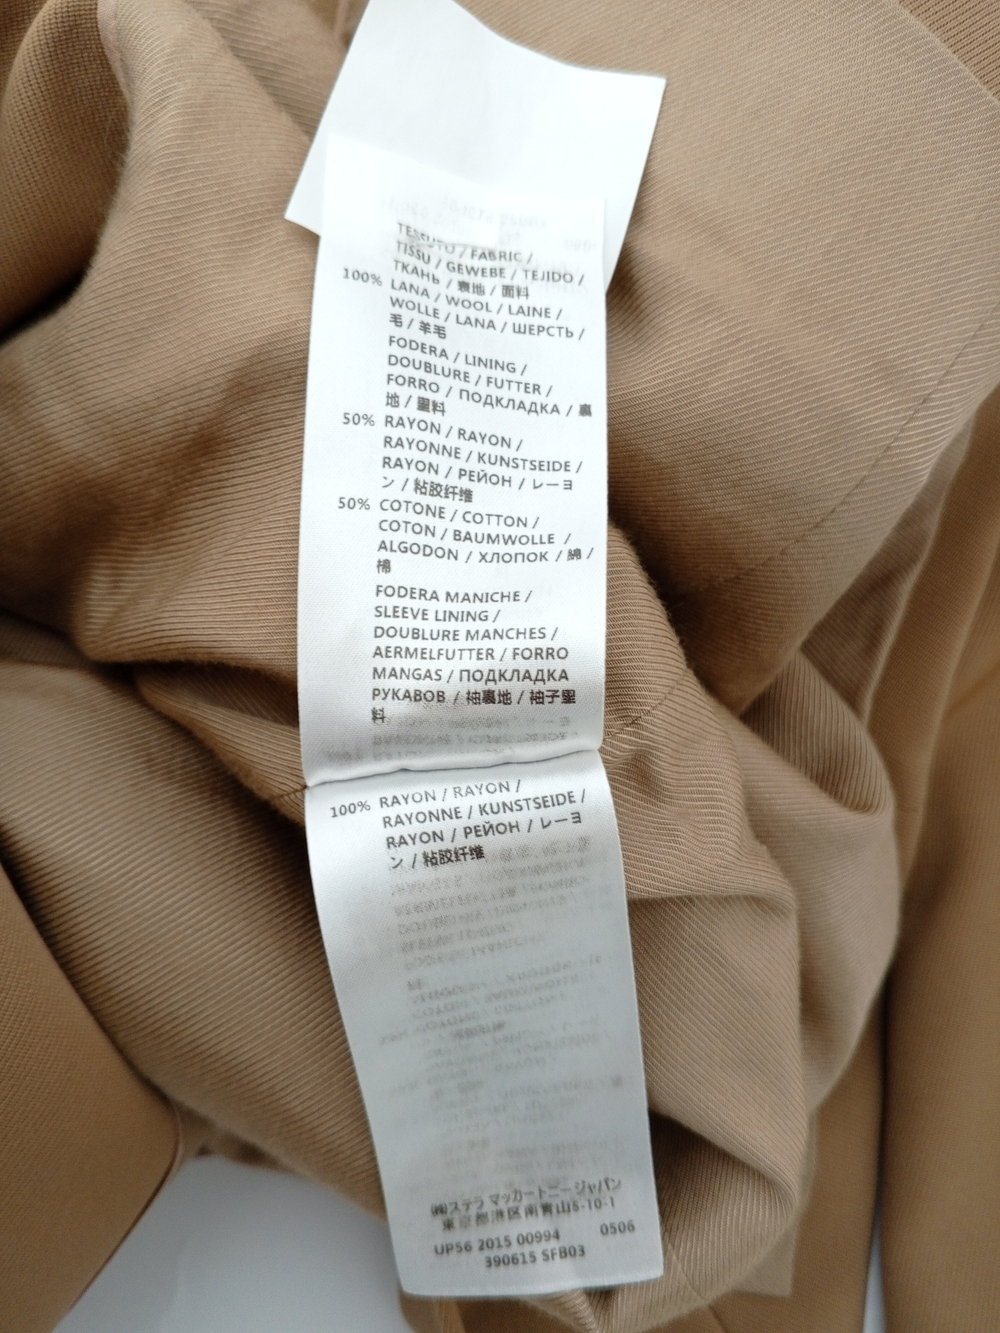 TESSUTO / FABRIC /
TISSU / GEWEBE / TEJIDO /
ТКАНЬ / 表地 / 面料
100% LANA / WOOL / LAINE /
WOLLE / LANA / ШЕРСТЬ /
毛 / 羊毛
FODERA / LINING /
DOUBLURE / FUTTER /
FORRO / ПОДКЛАДКА / 裏
地 / 里料
50% RAYON / RAYON /
RAYONNE / KUNSTSEIDE /
RAYON / РЕЙОН / レーヨ
ン / 粘胶纤维
50% COTONE / COTTON /
COTON / BAUMWOLLE /
ALGODON / ХЛОПОК / 綿 /
棉
FODERA MANICHE /
SLEEVE LINING /
DOUBLURE MANCHES /
AERMELFUTTER / FORRO
MANGAS / ПОДКЛАДКА
РУКАВОВ / 袖裏地 / 袖子里
料
100% RAYON / RAYON /
RAYONNE / KUNSTSEIDE /
RAYON / РЕЙОН / レーヨ
ン / 粘胶纤维
㈱ステラ マッカートニージャパン
東京都港区南青山5-10-1
UP56 2015 00994 0506
390615 SFB03